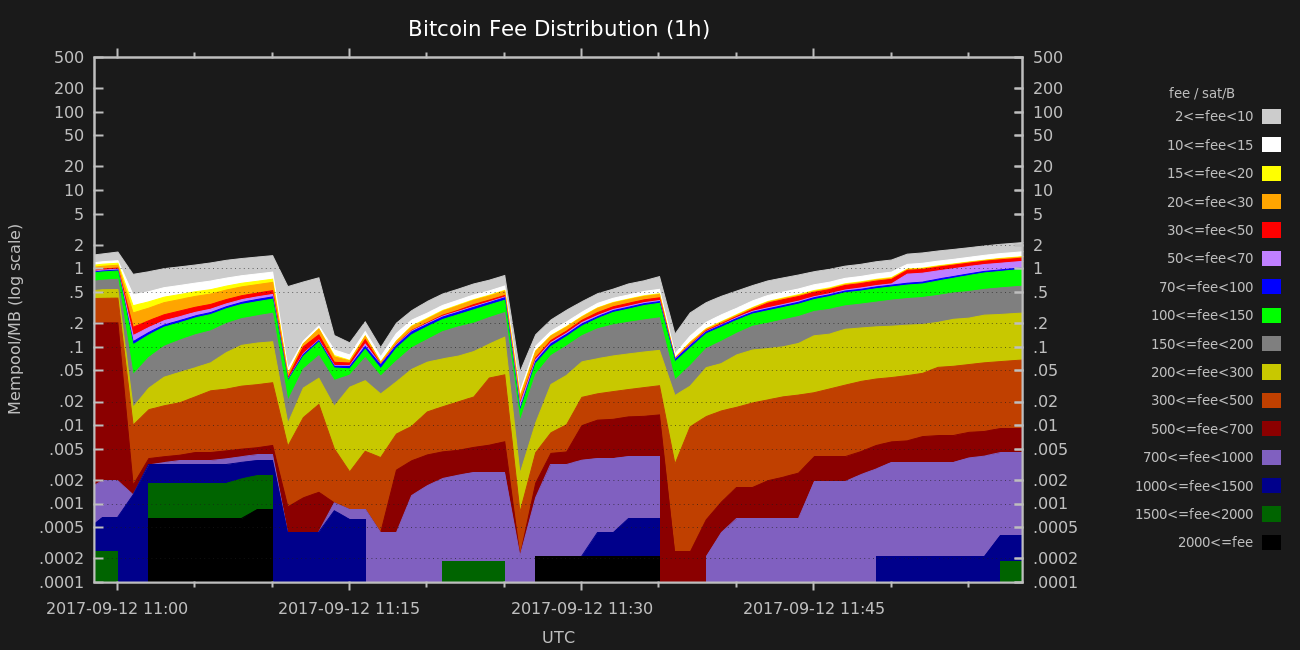 Bitcoin Fee Distribution (1h)
500 500
200 200
100 100
50 50
20 20
10 10
5 5
2 2
1 1
.5 .5
.2 .2
.1 .1
.05 .05
.02 .02
.01 .01
.005 .005
.002 .002
.001 .001
.0005 .0005
.0002 .0002
.0001 .0001
Mempool/MB (log scale)
2017-09-12 11:00 2017-09-12 11:15 2017-09-12 11:30 2017-09-12 11:45
UTC
fee / sat/B
2<=fee<10
10<=fee<15
15<=fee<20
20<=fee<30
30<=fee<50
50<=fee<70
70<=fee<100
100<=fee<150
150<=fee<200
200<=fee<300
300<=fee<500
500<=fee<700
700<=fee<1000
1000<=fee<1500
1500<=fee<2000
2000<=fee